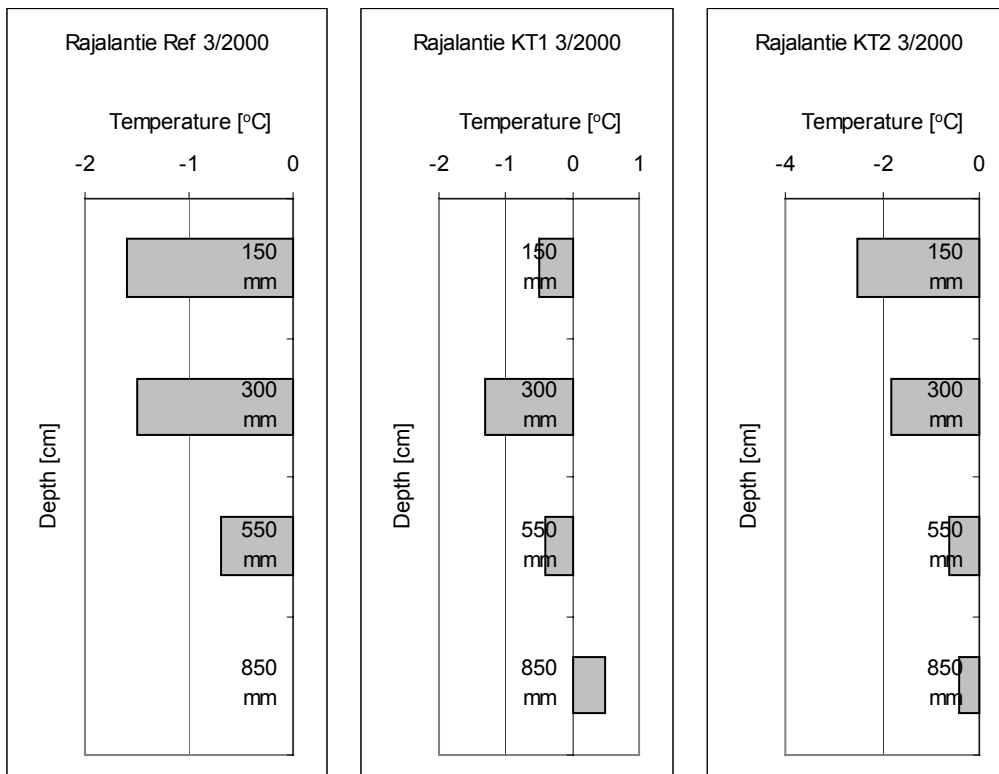 Rajalantie Ref 3/2000
Temperature [°C]
-2 -1 0
150
mm
300
mm
550
mm
850
mm
Depth [cm]
Rajalantie KT1 3/2000
Temperature [°C]
-2 -1 0 1
150
mm
300
mm
550
mm
850
mm
Depth [cm]
Rajalantie KT2 3/2000
Temperature [°C]
-4 -2 0
150
mm
300
mm
550
mm
850
mm
Depth [cm]